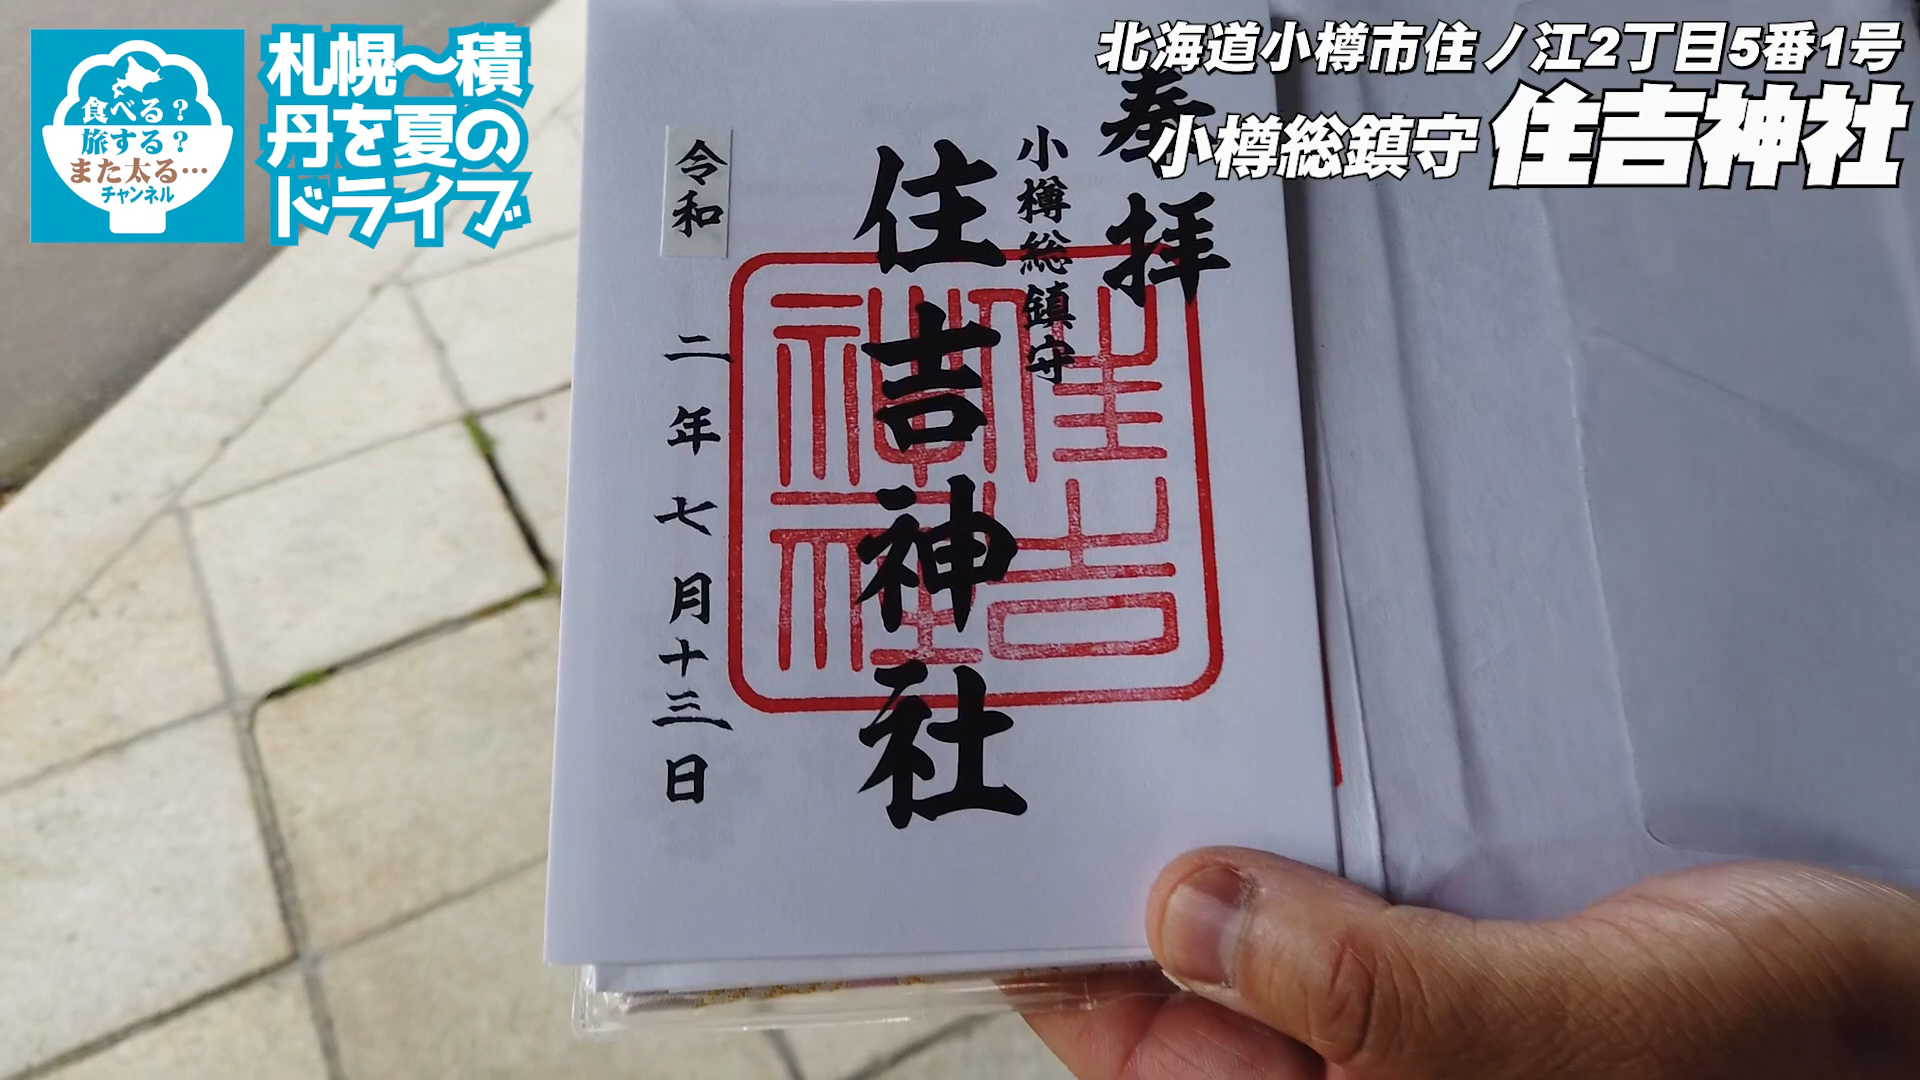 食べる？
旅する？
また太る…
チャンネル
札幌～積
丹を夏の
ドライブ
北海道小樽市住ノ江2丁目5番1号
小樽総鎮守 住吉神社
奉拝
小樽総鎮守
住吉神社
令和二年七月十三日
住吉
神社